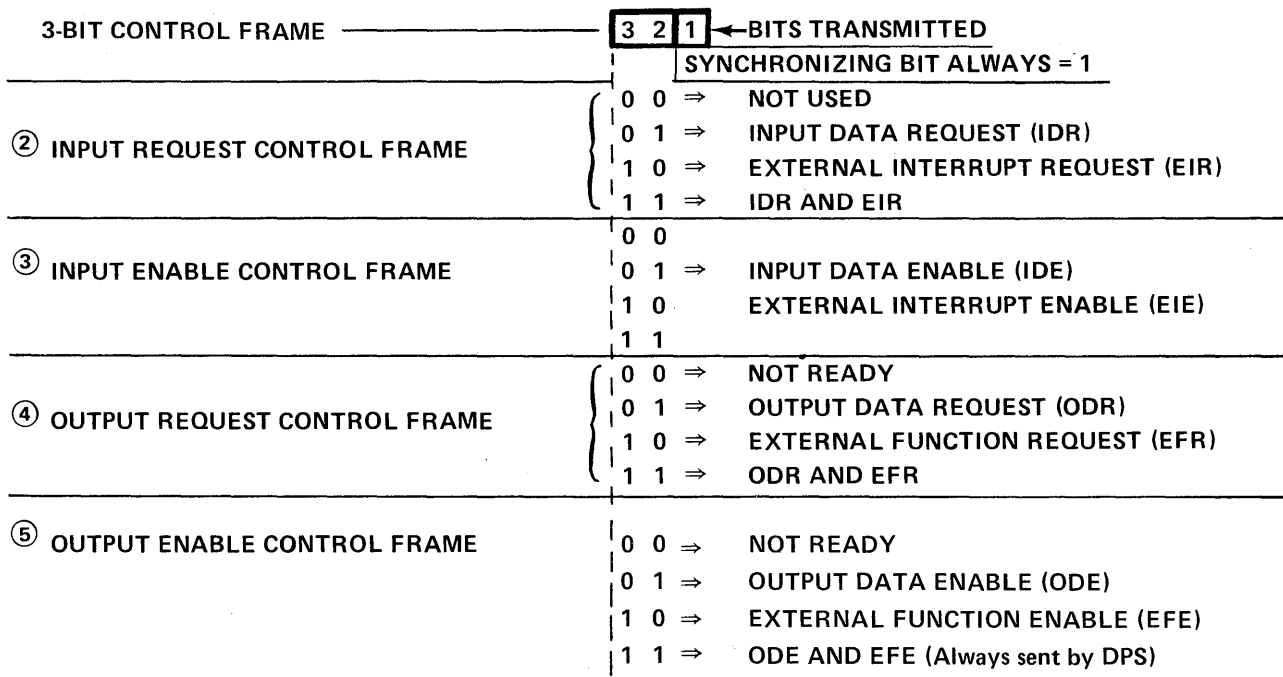 3-BIT CONTROL FRAME 3 2 1 ←BITS TRANSMITTED
SYNCHRONIZING BIT ALWAYS = 1
0 0 ⇒ NOT USED
② INPUT REQUEST CONTROL FRAME 0 1 ⇒ INPUT DATA REQUEST (IDR)
1 0 ⇒ EXTERNAL INTERRUPT REQUEST (EIR)
1 1 ⇒ IDR AND EIR
0 0
③ INPUT ENABLE CONTROL FRAME 0 1 ⇒ INPUT DATA ENABLE (IDE)
1 0 EXTERNAL INTERRUPT ENABLE (EIE)
1 1
0 0 ⇒ NOT READY
④ OUTPUT REQUEST CONTROL FRAME 0 1 ⇒ OUTPUT DATA REQUEST (ODR)
1 0 ⇒ EXTERNAL FUNCTION REQUEST (EFR)
1 1 ⇒ ODR AND EFR
⑤ OUTPUT ENABLE CONTROL FRAME 0 0 ⇒ NOT READY
0 1 ⇒ OUTPUT DATA ENABLE (ODE)
1 0 ⇒ EXTERNAL FUNCTION ENABLE (EFE)
1 1 ⇒ ODE AND EFE (Always sent by DPS)